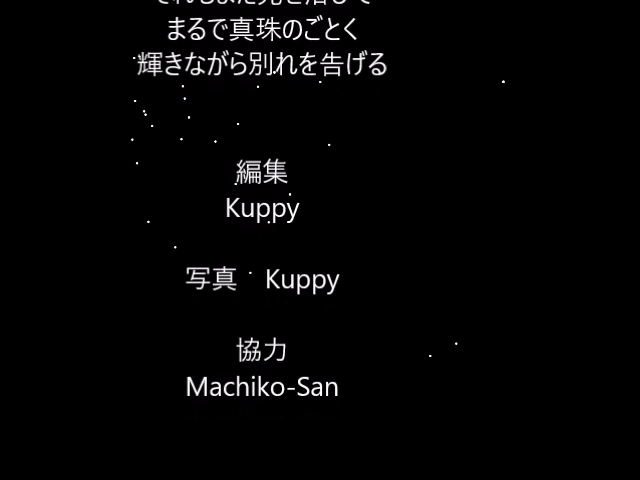 まるで真珠のごとく
輝きながら別れを告げる
編集
Kuppy
写真 Kuppy
協力
Machiko-San